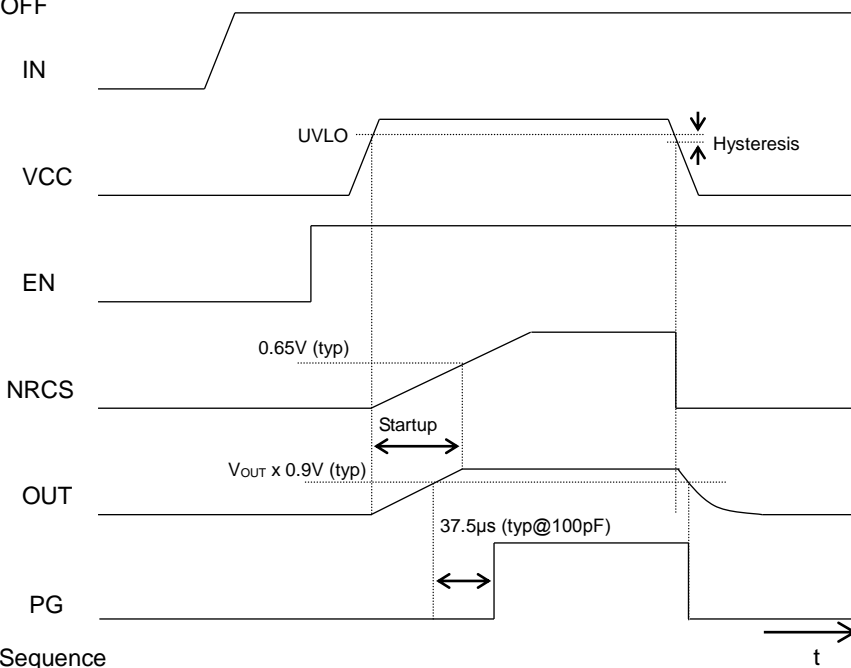 OFF
IN
UVLO
Hysteresis
VCC
EN
0.65V (typ)
NRCS
Startup
VOUT x 0.9V (typ)
OUT
37.5µs (typ@100pF)
PG
Sequence
t